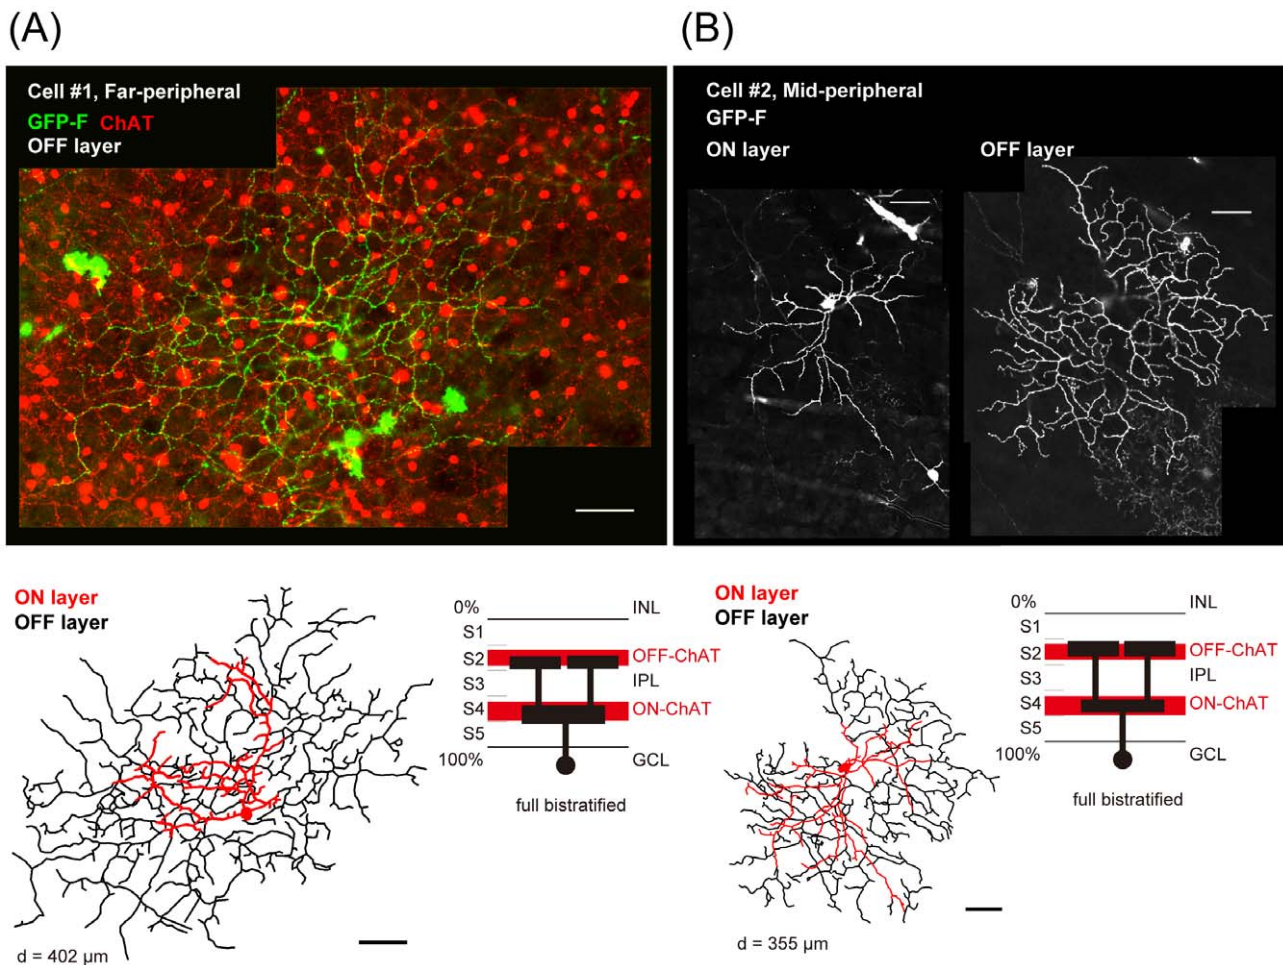 (A)
Cell #1, Far-peripheral
GFP-F ChAT
OFF layer
(B)
Cell #2, Mid-peripheral
GFP-F
ON layer
OFF layer
ON layer
OFF layer
0%
INL
S1
S2
OFF-ChAT
S3
IPL
S4
ON-ChAT
S5
100%
GCL
full bistratified
d = 402 µm
ON layer
OFF layer
0%
INL
S1
S2
OFF-ChAT
S3
IPL
S4
ON-ChAT
S5
100%
GCL
full bistratified
d = 355 µm